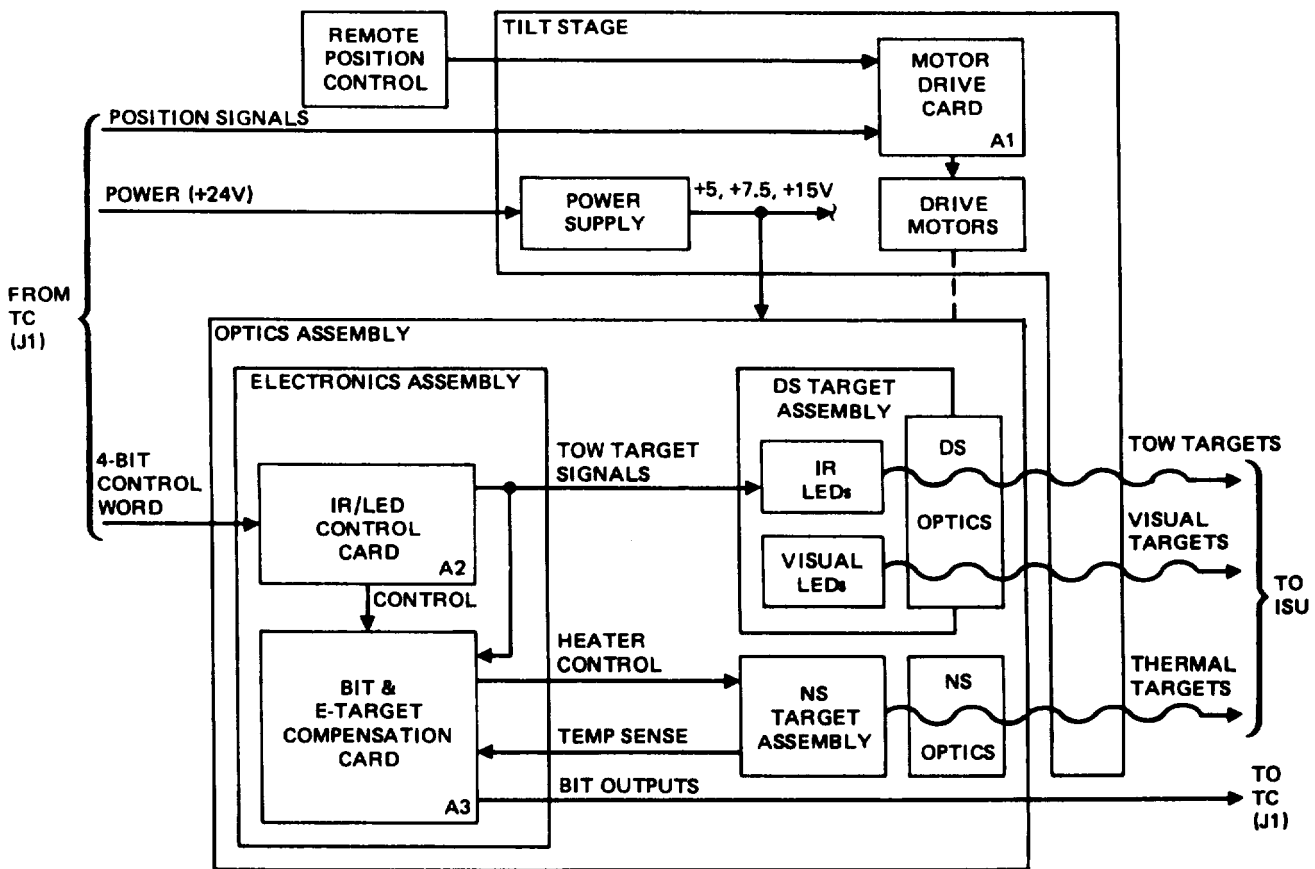 REMOTE
POSITION
CONTROL
TILT STAGE
MOTOR
DRIVE
CARD
A1
POSITION SIGNALS
POWER (+24V)
POWER
SUPPLY
+5, +7.5, +15V
DRIVE
MOTORS
FROM
TC
(J1)
OPTICS ASSEMBLY
ELECTRONICS ASSEMBLY
DS TARGET
ASSEMBLY
4-BIT
CONTROL
WORD
IR/LED
CONTROL
CARD
A2
TOW TARGET
SIGNALS
IR
LEDs
DS
OPTICS
TOW TARGETS
VISUAL
LEDs
VISUAL
TARGETS
TO
ISU
CONTROL
BIT &
E-TARGET
COMPENSATION
CARD
A3
HEATER
CONTROL
TEMP SENSE
NS
TARGET
ASSEMBLY
NS
OPTICS
THERMAL
TARGETS
BIT OUTPUTS
TO
TC
(J1)